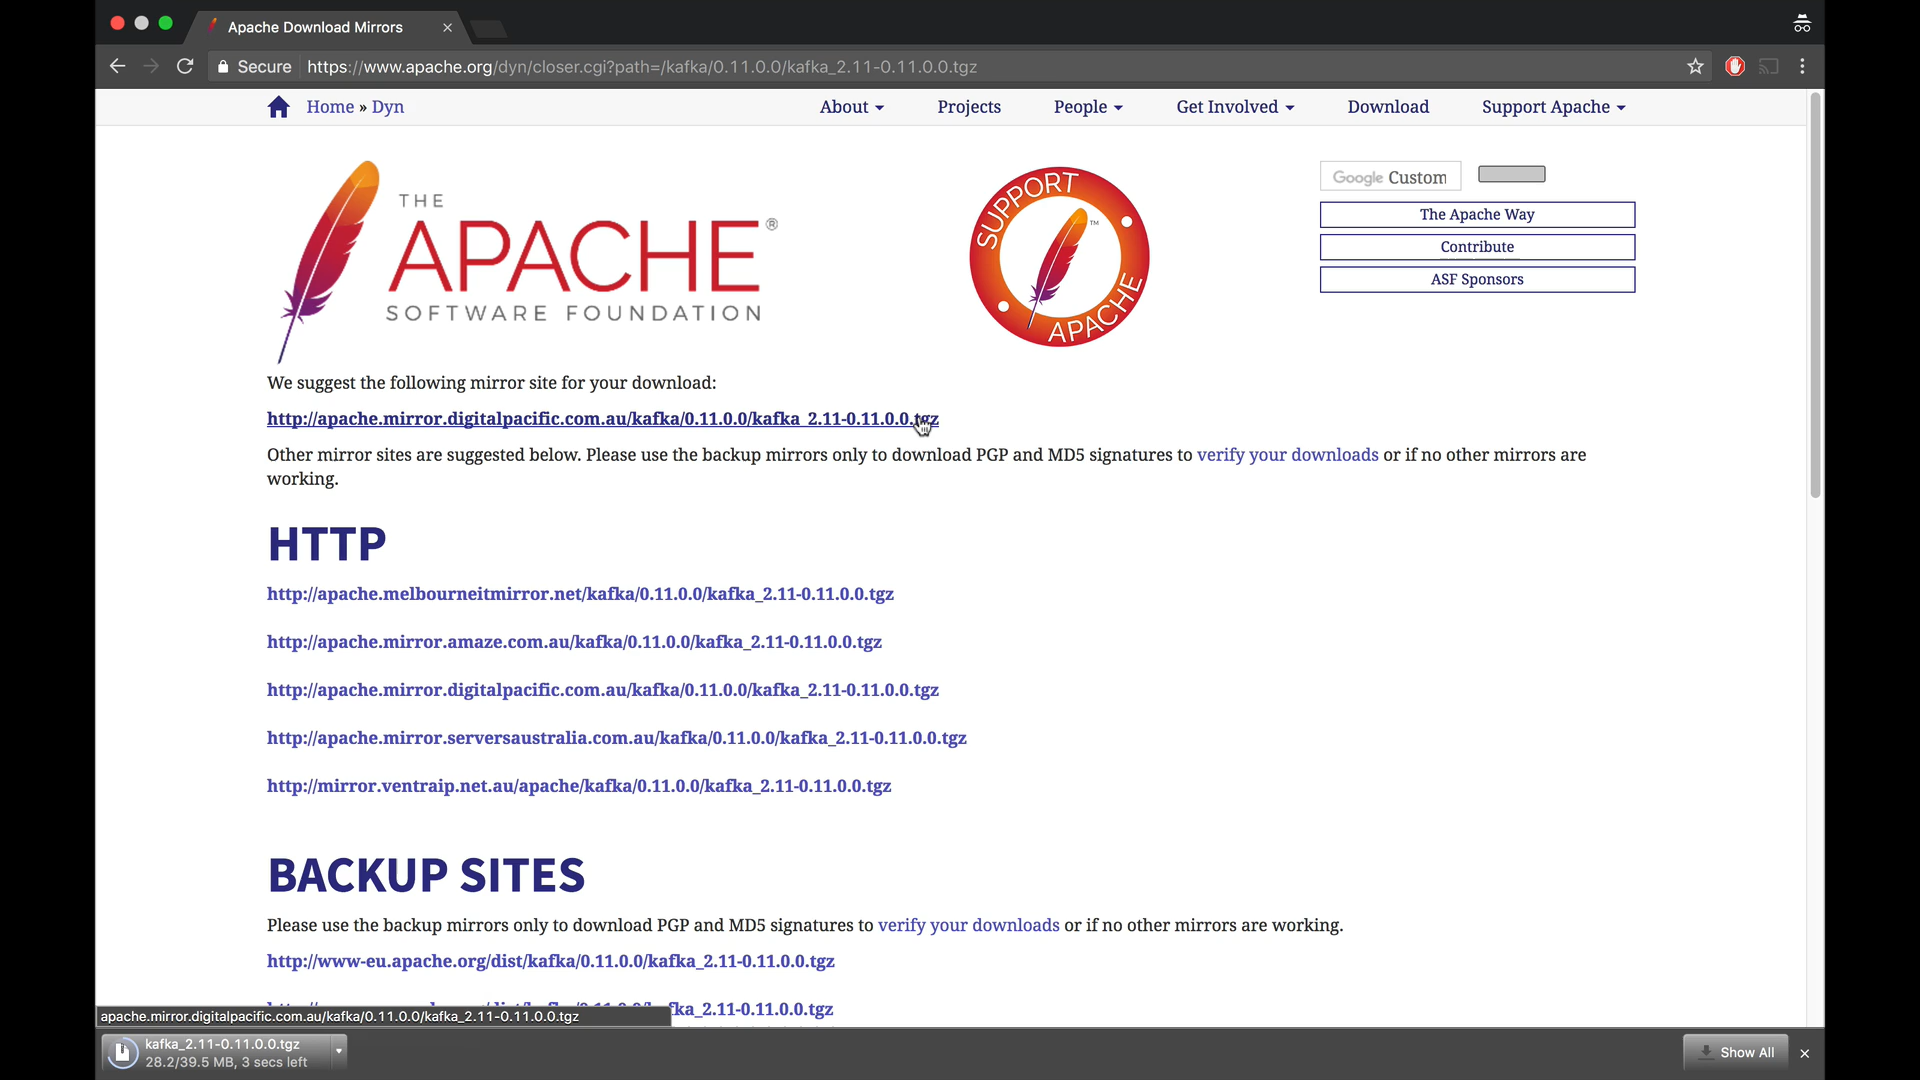 Apache Download Mirrors
Secure https://www.apache.org/dyn/closer.cgi?path=/kafka/0.11.0.0/kafka_2.11-0.11.0.0.tgz
Home » Dyn About Projects People Get Involved Download Support Apache
THE
APACHE®
SOFTWARE FOUNDATION
SUPPORT
APACHE
TM
Google Custom
The Apache Way
Contribute
ASF Sponsors
We suggest the following mirror site for your download:
http://apache.mirror.digitalpacific.com.au/kafka/0.11.0.0/kafka_2.11-0.11.0.0.tgz
Other mirror sites are suggested below. Please use the backup mirrors only to download PGP and MD5 signatures to verify your downloads or if no other mirrors are
working.
HTTP
http://apache.melbourneitmirror.net/kafka/0.11.0.0/kafka_2.11-0.11.0.0.tgz
http://apache.mirror.amaze.com.au/kafka/0.11.0.0/kafka_2.11-0.11.0.0.tgz
http://apache.mirror.digitalpacific.com.au/kafka/0.11.0.0/kafka_2.11-0.11.0.0.tgz
http://apache.mirror.serversaustralia.com.au/kafka/0.11.0.0/kafka_2.11-0.11.0.0.tgz
http://mirror.ventraip.net.au/apache/kafka/0.11.0.0/kafka_2.11-0.11.0.0.tgz
BACKUP SITES
Please use the backup mirrors only to download PGP and MD5 signatures to verify your downloads or if no other mirrors are working.
http://www-eu.apache.org/dist/kafka/0.11.0.0/kafka_2.11-0.11.0.0.tgz
fka_2.11-0.11.0.0.tgz
apache.mirror.digitalpacific.com.au/kafka/0.11.0.0/kafka_2.11-0.11.0.0.tgz
kafka_2.11-0.11.0.0.tgz
28.2/39.5 MB, 3 secs left
Show All